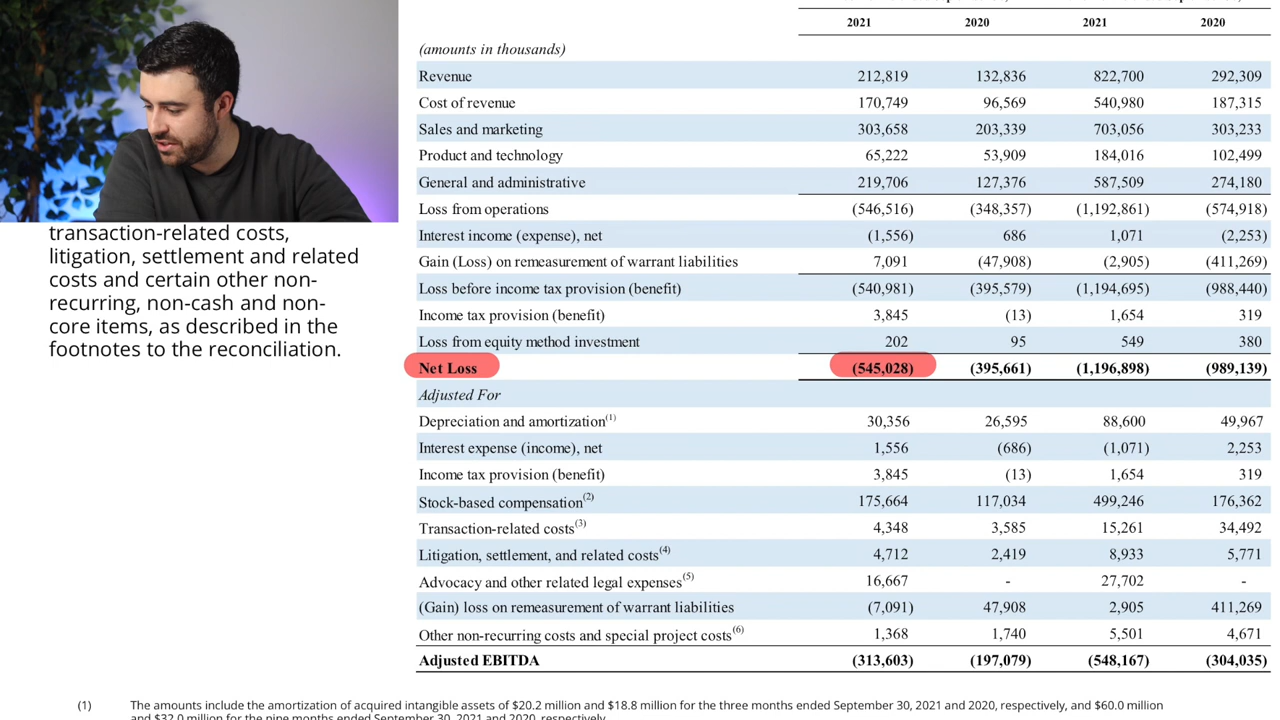 2021 2020 2021 2020
(amounts in thousands)
Revenue 212,819 132,836 822,700 292,309
Cost of revenue 170,749 96,569 540,980 187,315
Sales and marketing 303,658 203,339 703,056 303,233
Product and technology 65,222 53,909 184,016 102,499
General and administrative 219,706 127,376 587,509 274,180
Loss from operations (546,516) (348,357) (1,192,861) (574,918)
Interest income (expense), net (1,556) 686 1,071 (2,253)
Gain (Loss) on remeasurement of warrant liabilities 7,091 (47,908) (2,905) (411,269)
Loss before income tax provision (benefit) (540,981) (395,579) (1,194,695) (988,440)
Income tax provision (benefit) 3,845 (13) 1,654 319
Loss from equity method investment 202 95 549 380
Net Loss (545,028) (395,661) (1,196,898) (989,139)
Adjusted For
Depreciation and amortization(1) 30,356 26,595 88,600 49,967
Interest expense (income), net 1,556 (686) (1,071) 2,253
Income tax provision (benefit) 3,845 (13) 1,654 319
Stock-based compensation(2) 175,664 117,034 499,246 176,362
Transaction-related costs(3) 4,348 3,585 15,261 34,492
Litigation, settlement, and related costs(4) 4,712 2,419 8,933 5,771
Advocacy and other related legal expenses(5) 16,667 - 27,702 -
(Gain) loss on remeasurement of warrant liabilities (7,091) 47,908 2,905 411,269
Other non-recurring costs and special project costs(6) 1,368 1,740 5,501 4,671
Adjusted EBITDA (313,603) (197,079) (548,167) (304,035)
transaction-related costs,
litigation, settlement and related
costs and certain other non-
recurring, non-cash and non-
core items, as described in the
footnotes to the reconciliation.
(1) The amounts include the amortization of acquired intangible assets of $20.2 million and $18.8 million for the three months ended September 30, 2021 and 2020, respectively, and $60.0 million
and $32.0 million for the nine months ended September 30, 2021 and 2020, respectively.